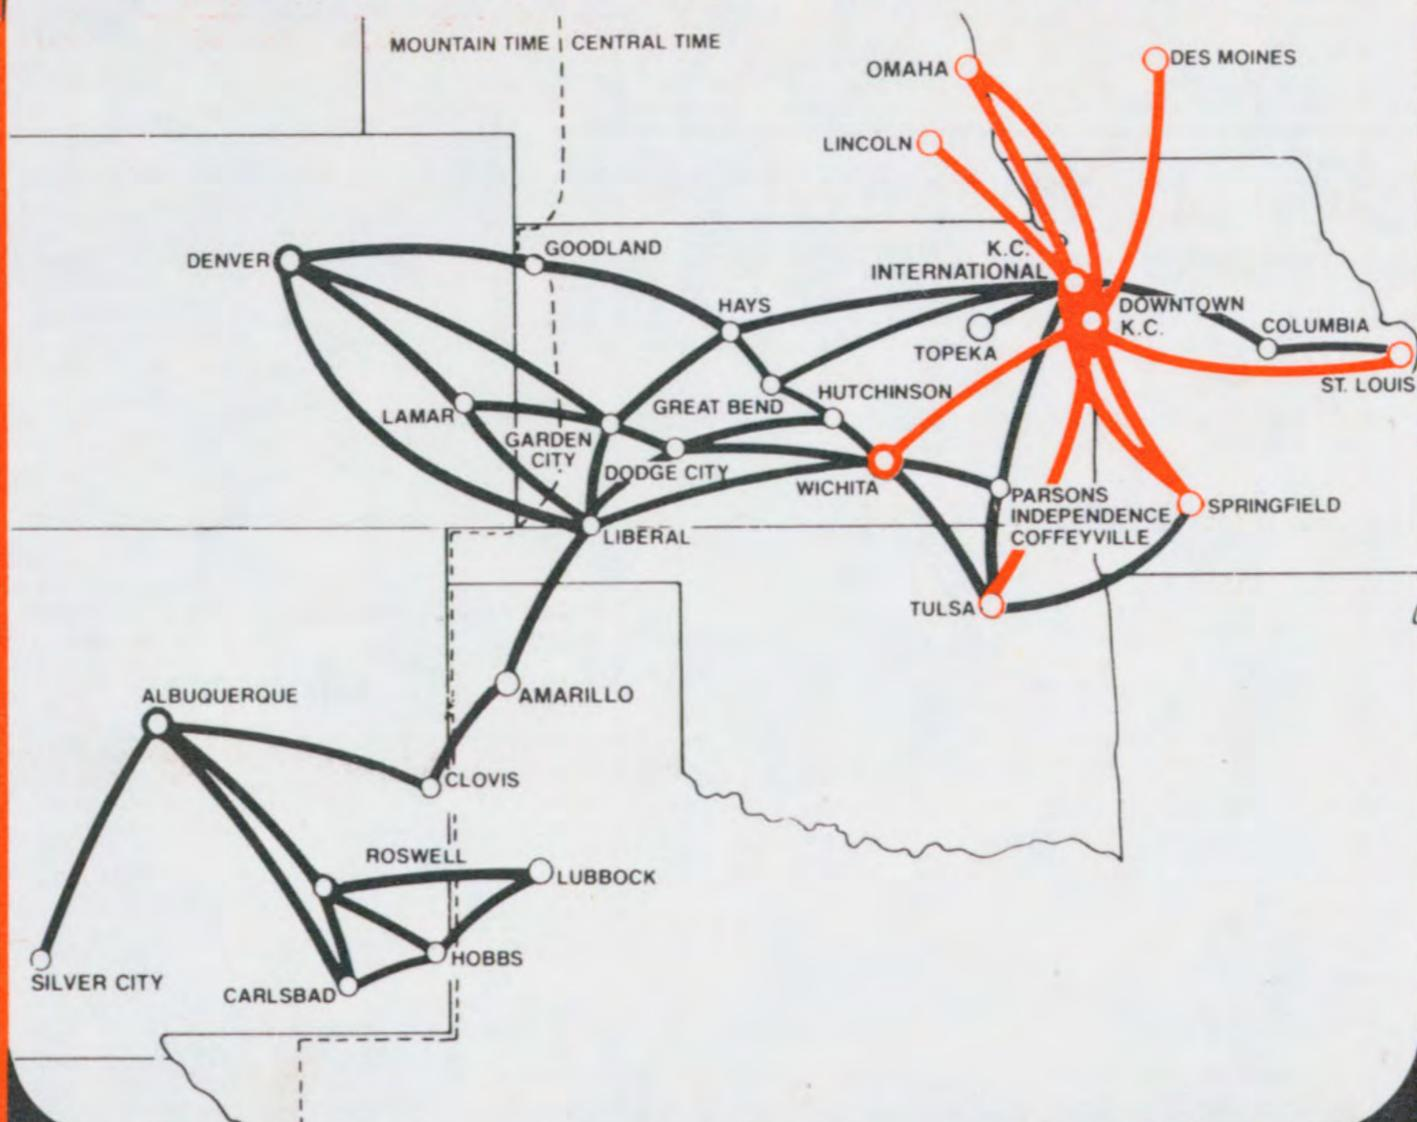 MOUNTAIN TIME
CENTRAL TIME
OMAHA
DES MOINES
LINCOLN
DENVER
GOODLAND
K.C.
INTERNATIONAL
HAYS
DOWNTOWN
K.C.
COLUMBIA
TOPEKA
ST. LOUIS
LAMAR
GREAT BEND
HUTCHINSON
GARDEN
CITY
DODGE CITY
WICHITA
PARSONS
INDEPENDENCE
COFFEYVILLE
SPRINGFIELD
LIBERAL
TULSA
ALBUQUERQUE
AMARILLO
CLOVIS
ROSWELL
LUBBOCK
HOBBS
SILVER CITY
CARLSBAD